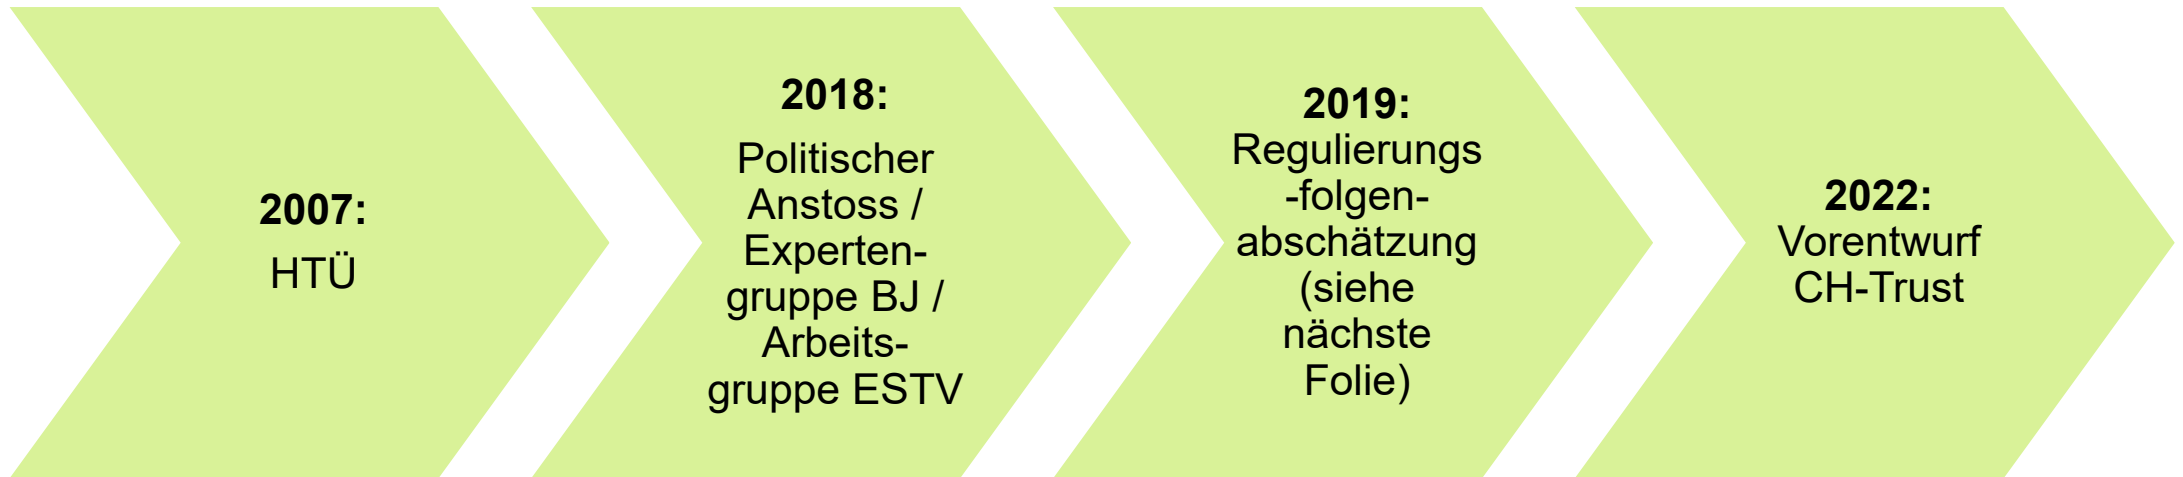 2007:
HTÜ
2018:
Politischer
Anstoss /
Experten-
gruppe BJ /
Arbeits-
gruppe ESTV
2019:
Regulierungs
-folgen-
abschätzung
(siehe
nächste
Folie)
2022:
Vorentwurf
CH-Trust